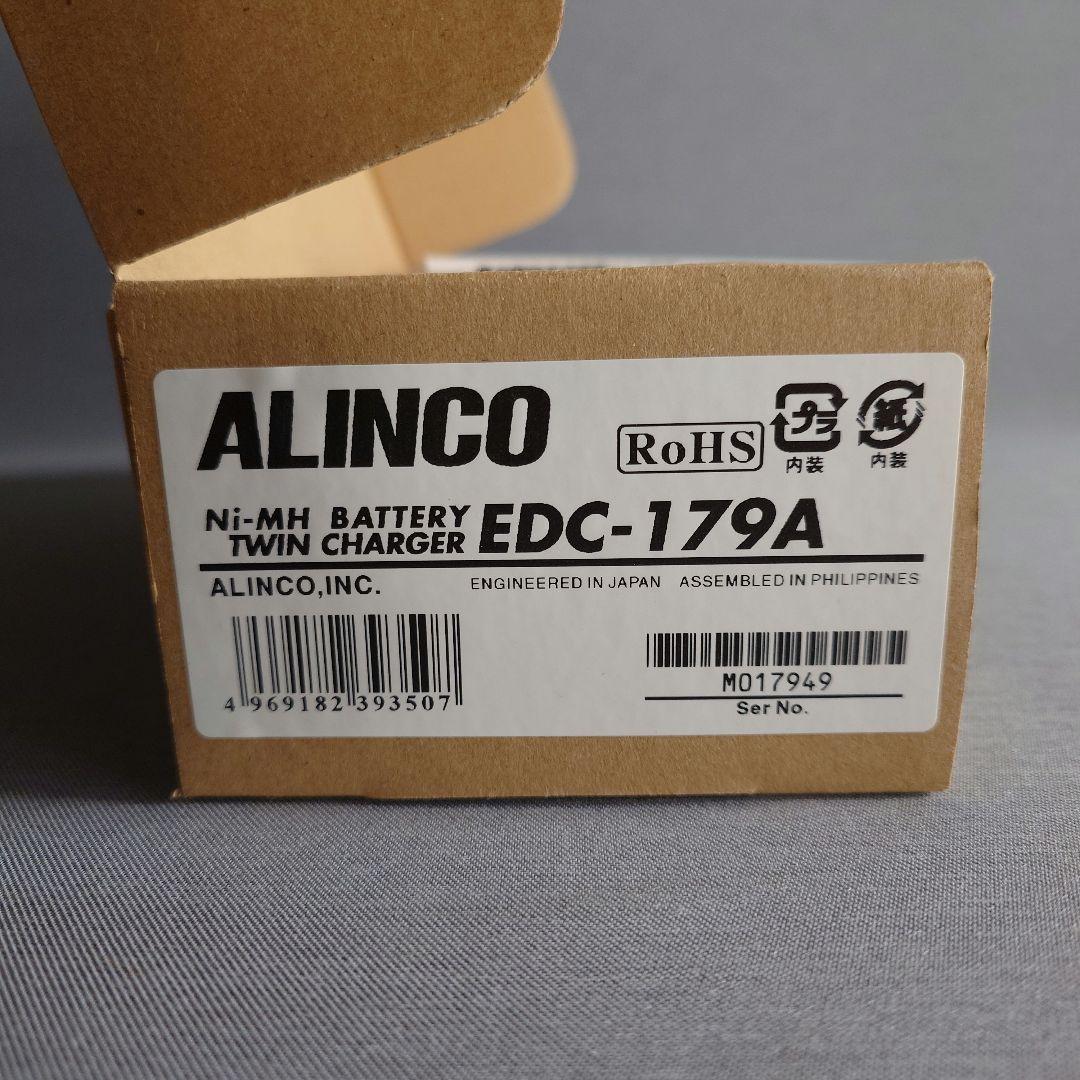 ALINCO
RoHS
プラ
内装
紙
内装
Ni-MH BATTERY
TWIN CHARGER
EDC-179A
ALINCO,INC.
ENGINEERED IN JAPAN ASSEMBLED IN PHILIPPINES
4 969182 393507
M017949
Ser No.